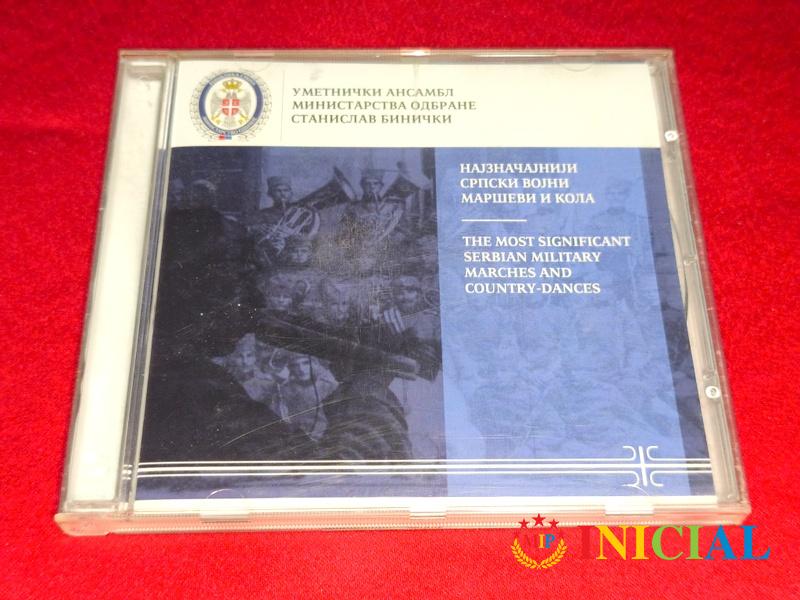 УМЕТНИЧКИ АНСАМБЛ
МИНИСТАРСТВА ОДБРАНЕ
СТАНИСЛАВ БИНИЧКИ
НАЈЗНАЧАЈНИЈИ
СРПСКИ ВОЈНИ
МАРШЕВИ И КОЛА
THE MOST SIGNIFICANT
SERBIAN MILITARY
MARCHES AND
COUNTRY-DANCES
VIP INICIAL